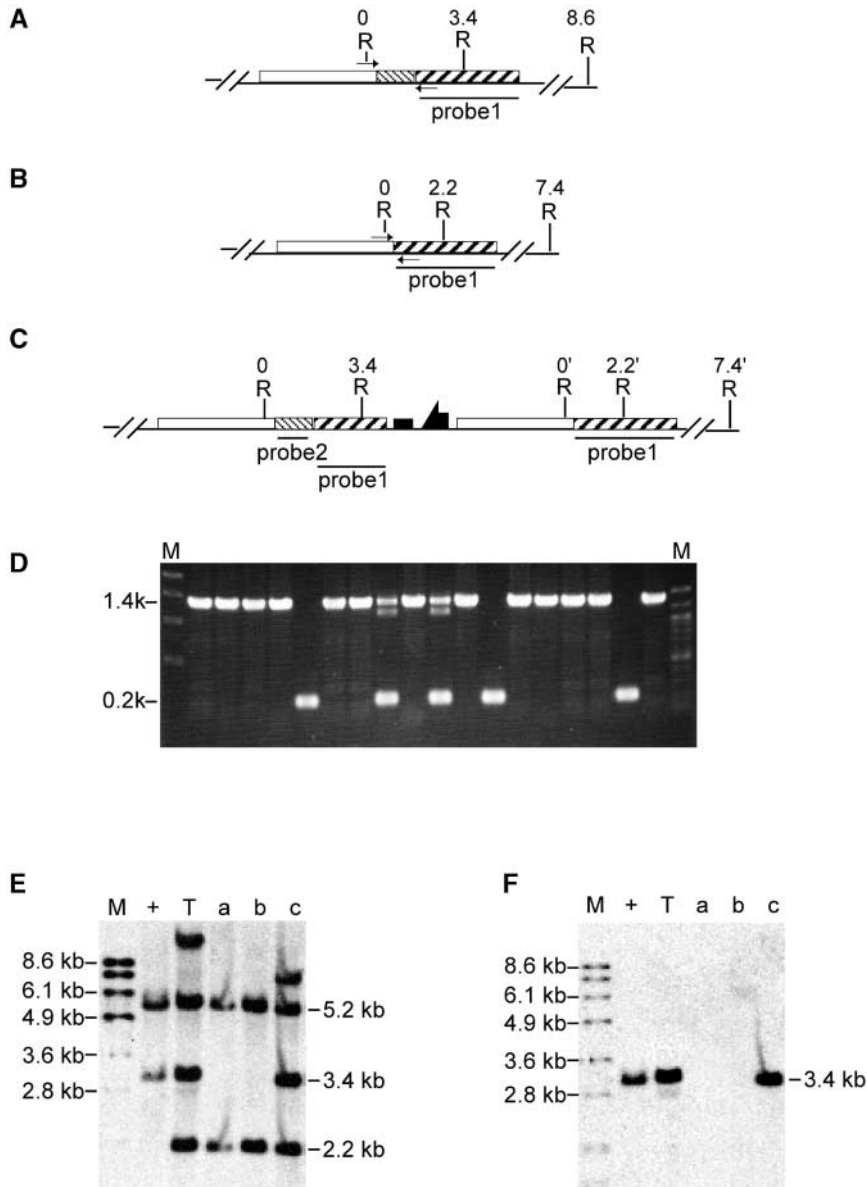 A
0 3.4 8.6
R R R
probe1
B
0 2.2 7.4
R R R
probe1
C
0 3.4 0' 2.2' 7.4'
R R R R R
probe2 probe1
probe1
D
M M
1.4k–
0.2k–
E
M + T a b c
8.6 kb–
6.1 kb–
–5.2 kb
4.9 kb–
3.6 kb–
–3.4 kb
2.8 kb–
–2.2 kb
F
M + T a b c
8.6 kb–
6.1 kb–
4.9 kb–
3.6 kb–
–3.4 kb
2.8 kb–